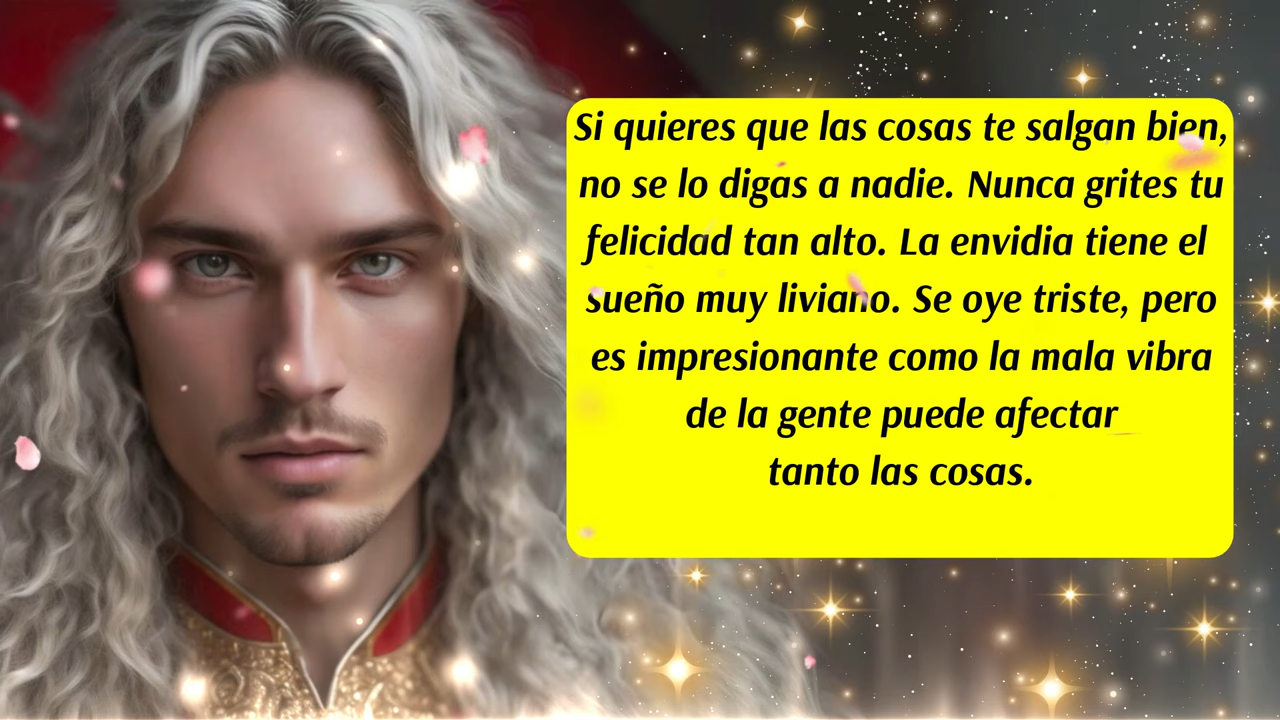 Si quieres que las cosas te salgan bien,
no se lo digas a nadie. Nunca grites tu
felicidad tan alto. La envidia tiene el
sueño muy liviano. Se oye triste, pero
es impresionante como la mala vibra
de la gente puede afectar
tanto las cosas.